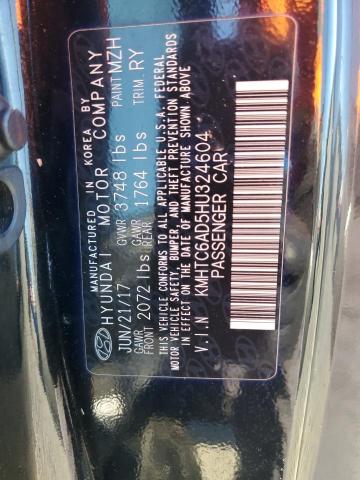 MANUFACTURED IN KOREA BY
HYUNDAI MOTOR COMPANY
JUN/21/17 GVWR 3748 lbs PAINT MZH
GAWR FRONT 2072 lbs GAWR REAR 1764 lbs TRIM. RY
THIS VEHICLE CONFORMS TO ALL APPLICABLE U.S.A. FEDERAL
MOTOR VEHICLE SAFETY, BUMPER, AND THEFT PREVENTION STANDARDS
IN EFFECT ON THE DATE OF MANUFACTURE SHOWN ABOVE
V.I.N KMHTC6AD5HU324604
PASSENGER CAR